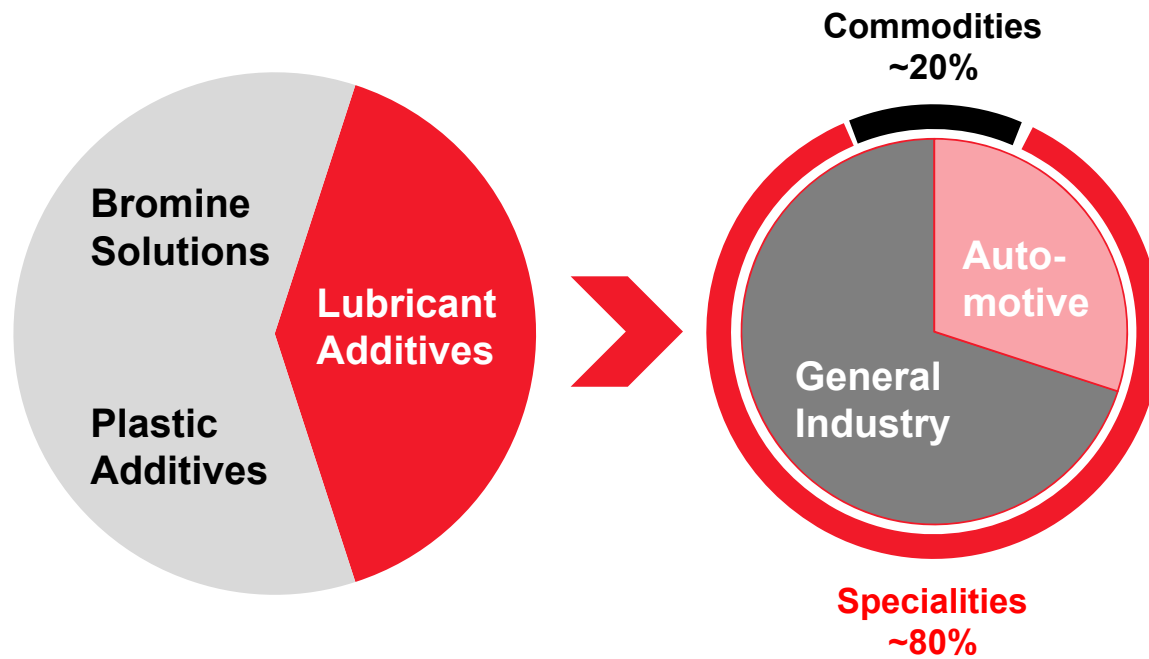 Bromine
Solutions
Plastic
Additives
Lubricant
Additives
Commodities
~20%
Auto-
motive
General
Industry
Specialities
~80%